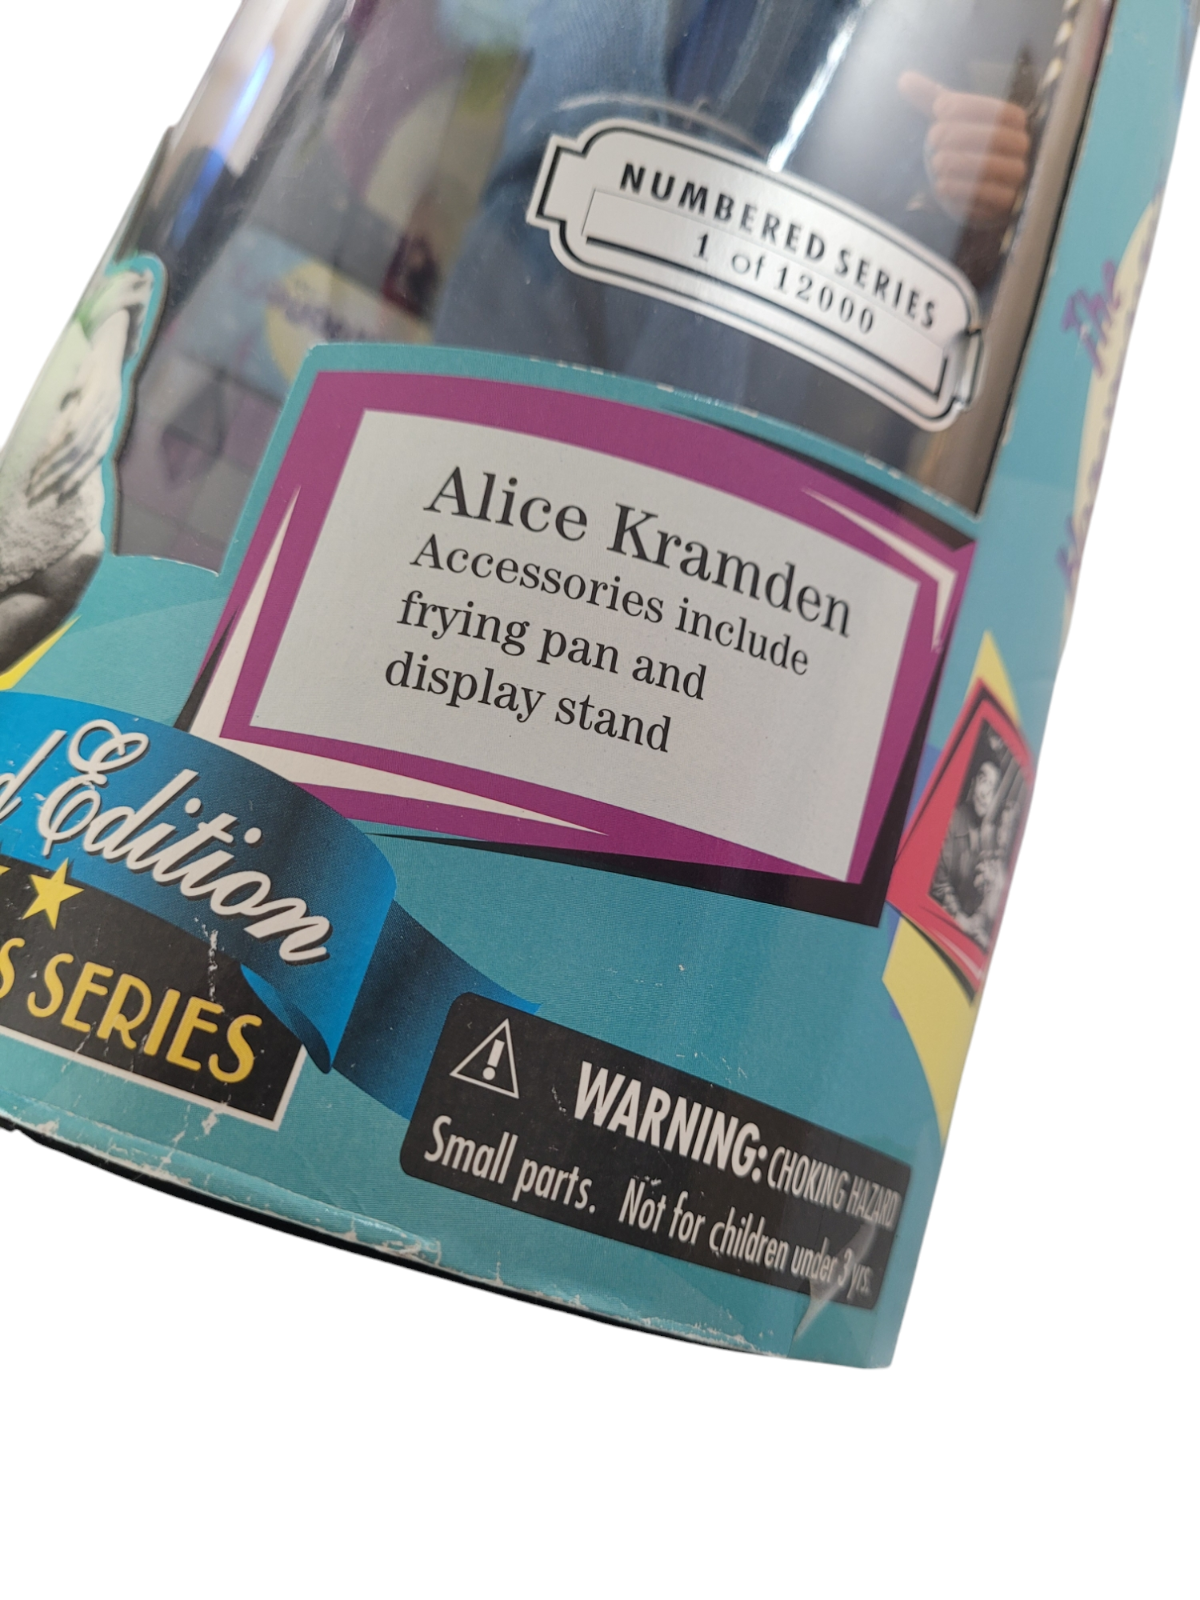 NUMBERED SERIES
1 of 12000
The
Alice Kramden
Accessories include
frying pan and
display stand
d Edition
S SERIES
WARNING: CHOKING HAZARD
Small parts. Not for children under 3 yrs.